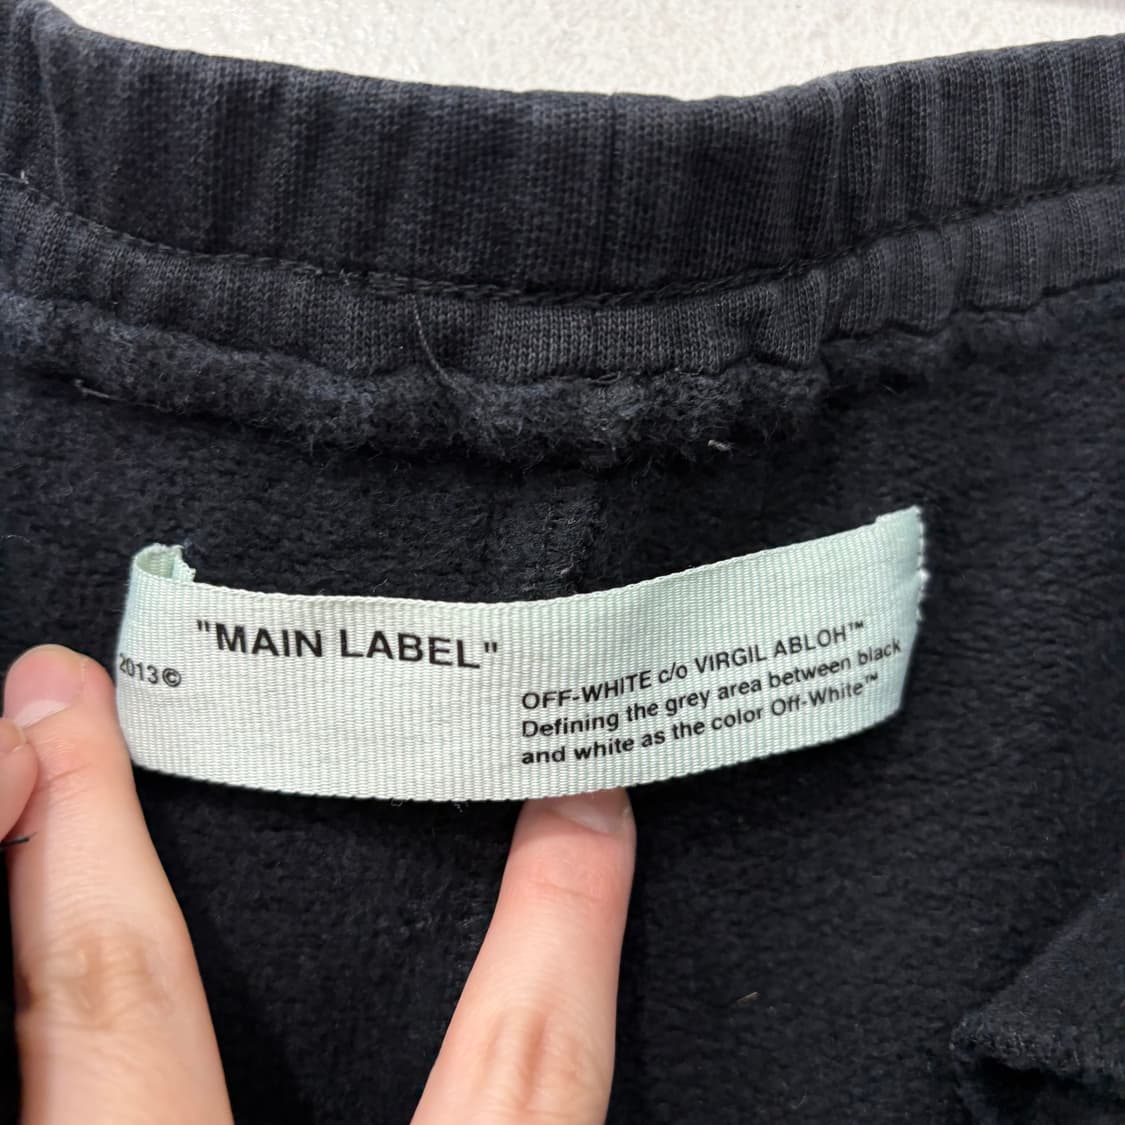 "MAIN LABEL"
2013©
OFF-WHITE c/o VIRGIL ABLOH™
Defining the grey area between black
and white as the color Off-White™